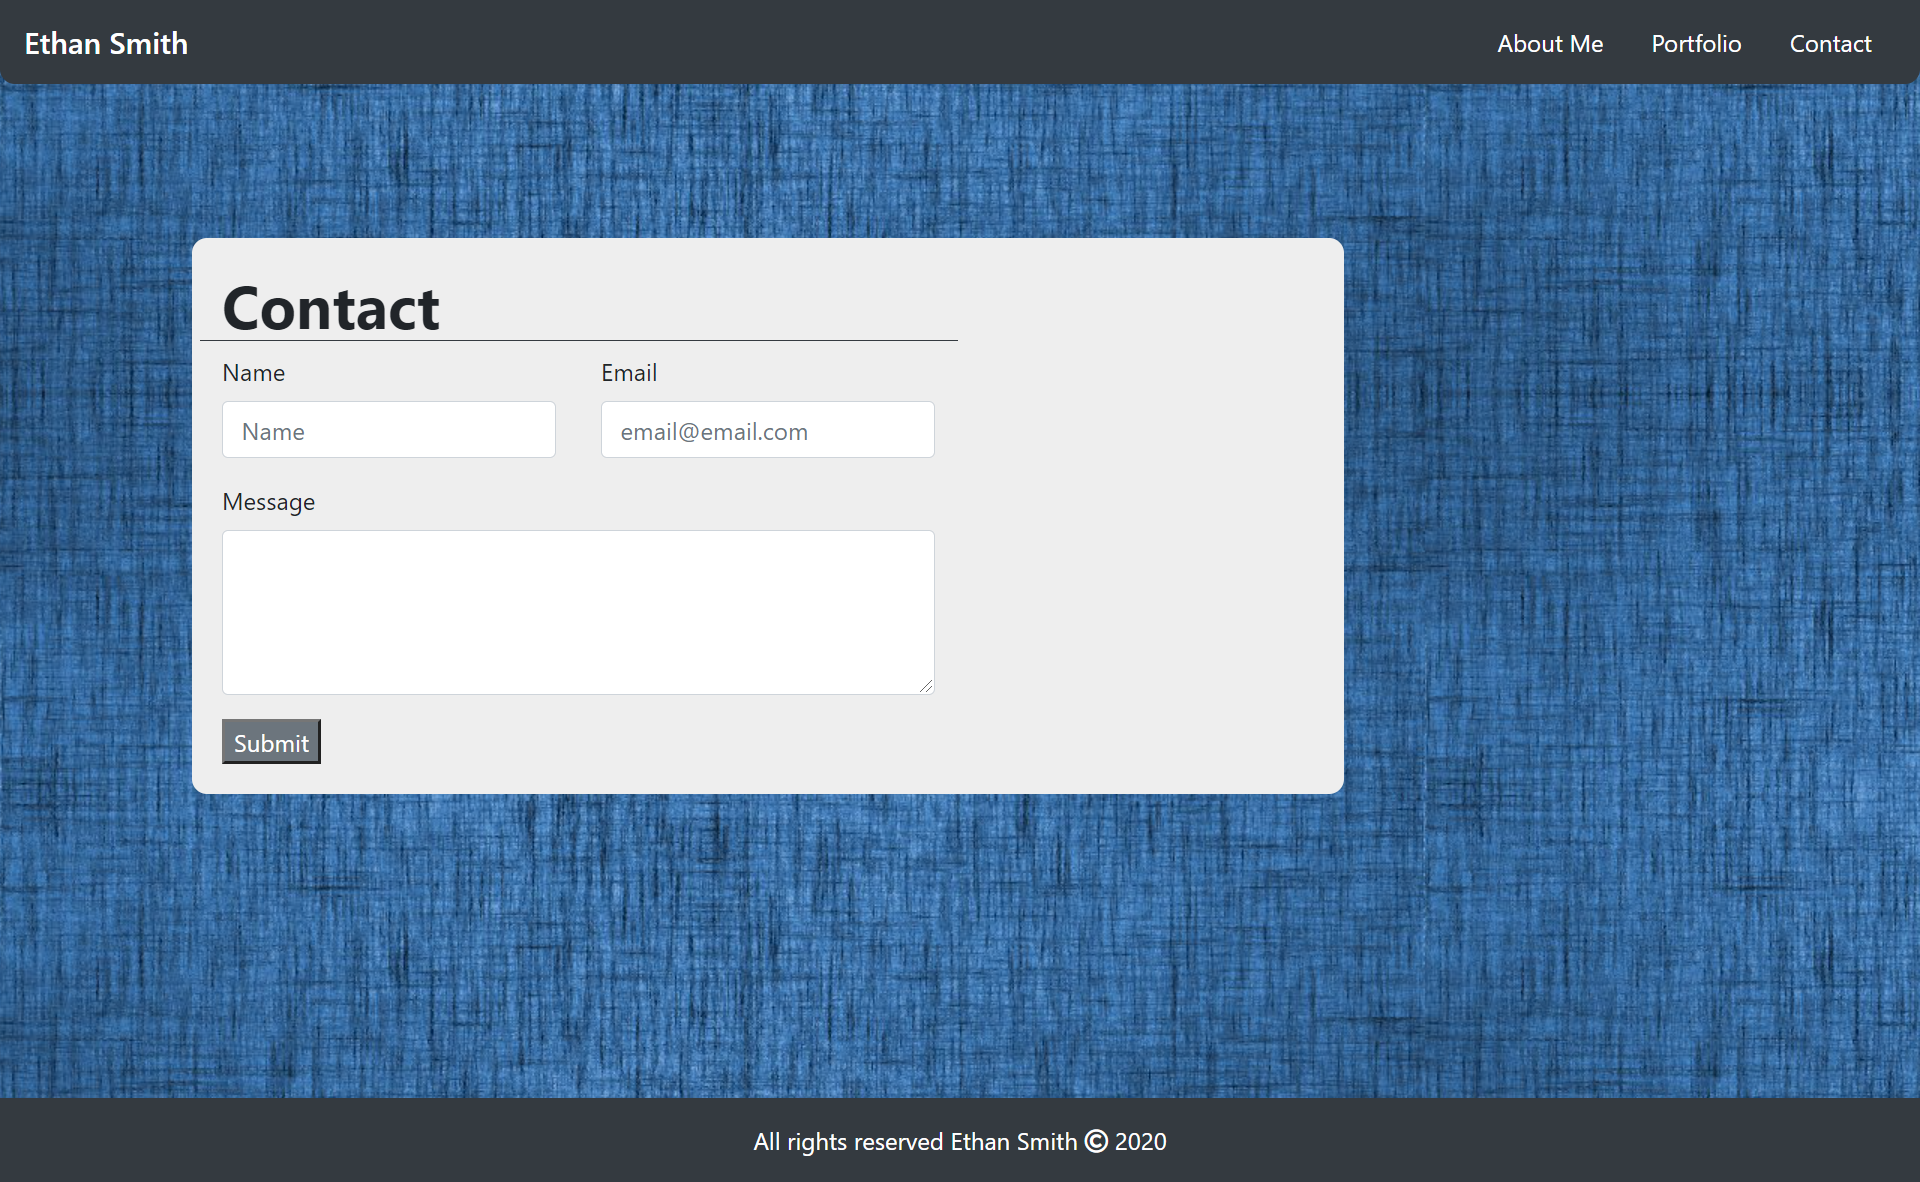 Ethan Smith
About Me Portfolio Contact
Contact
Name Email
Name email@email.com
Message
Submit
All rights reserved Ethan Smith © 2020